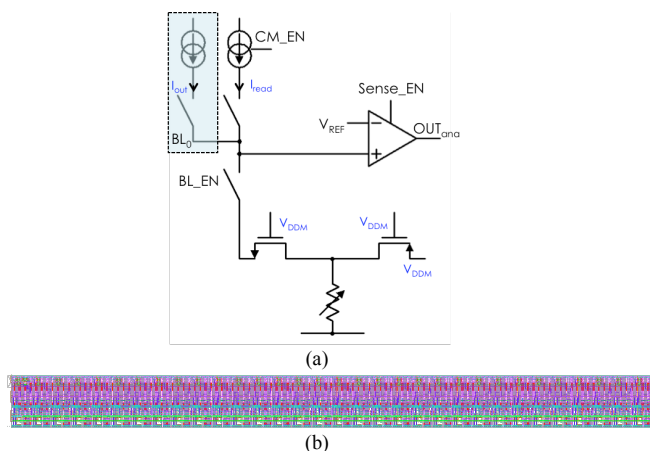 CM_EN
Iout
Iread
Sense_EN
VREF
OUTana
BL0
BL_EN
VDDM
VDDM
VDDM
(a)
(b)